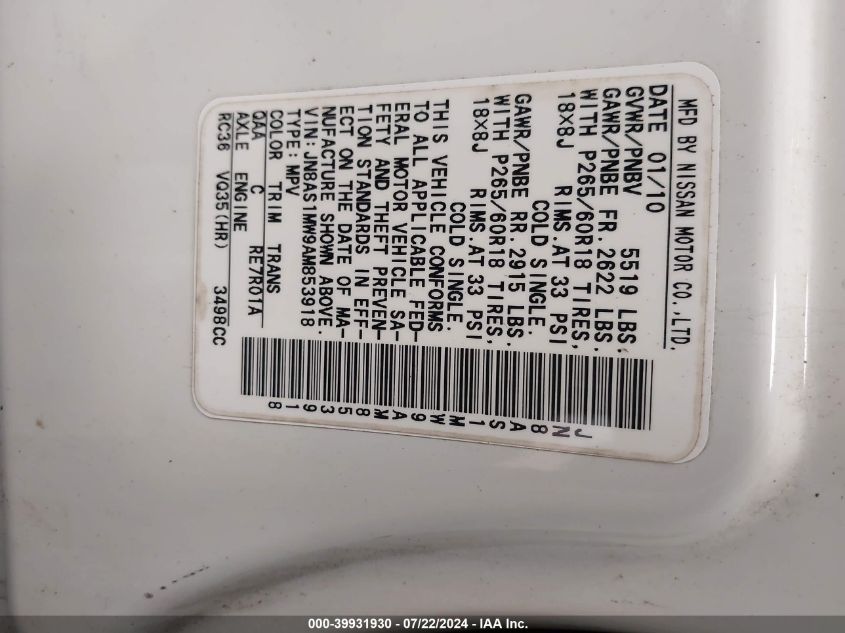 MFD BY NISSAN MOTOR CO.,LTD.
DATE 01/10
GVWR/PNBV 5519 LBS.
GAWR/PNBE FR. 2622 LBS.
WITH P265/60R18 TIRES,
18X8J RIMS.AT 33 PSI
COLD SINGLE.
GAWR/PNBE RR. 2915 LBS.
WITH P265/60R18 TIRES,
18X8J RIMS.AT 33 PSI
COLD SINGLE.
THIS VEHICLE CONFORMS
TO ALL APPLICABLE FED-
ERAL MOTOR VEHICLE SA-
FETY AND THEFT PREVEN-
TION STANDARDS IN EFF-
ECT ON THE DATE OF MA-
NUFACTURE SHOWN ABOVE.
VIN:JN8AS1MW9AM853918
TYPE:MPV
COLOR TRIM TRANS
QAA C RE7R01A
AXLE ENGINE
RC36 VQ35(HR) 3498CC
JN8AS1MW9AM853918
000-39931930 - 07/22/2024 - IAA Inc.